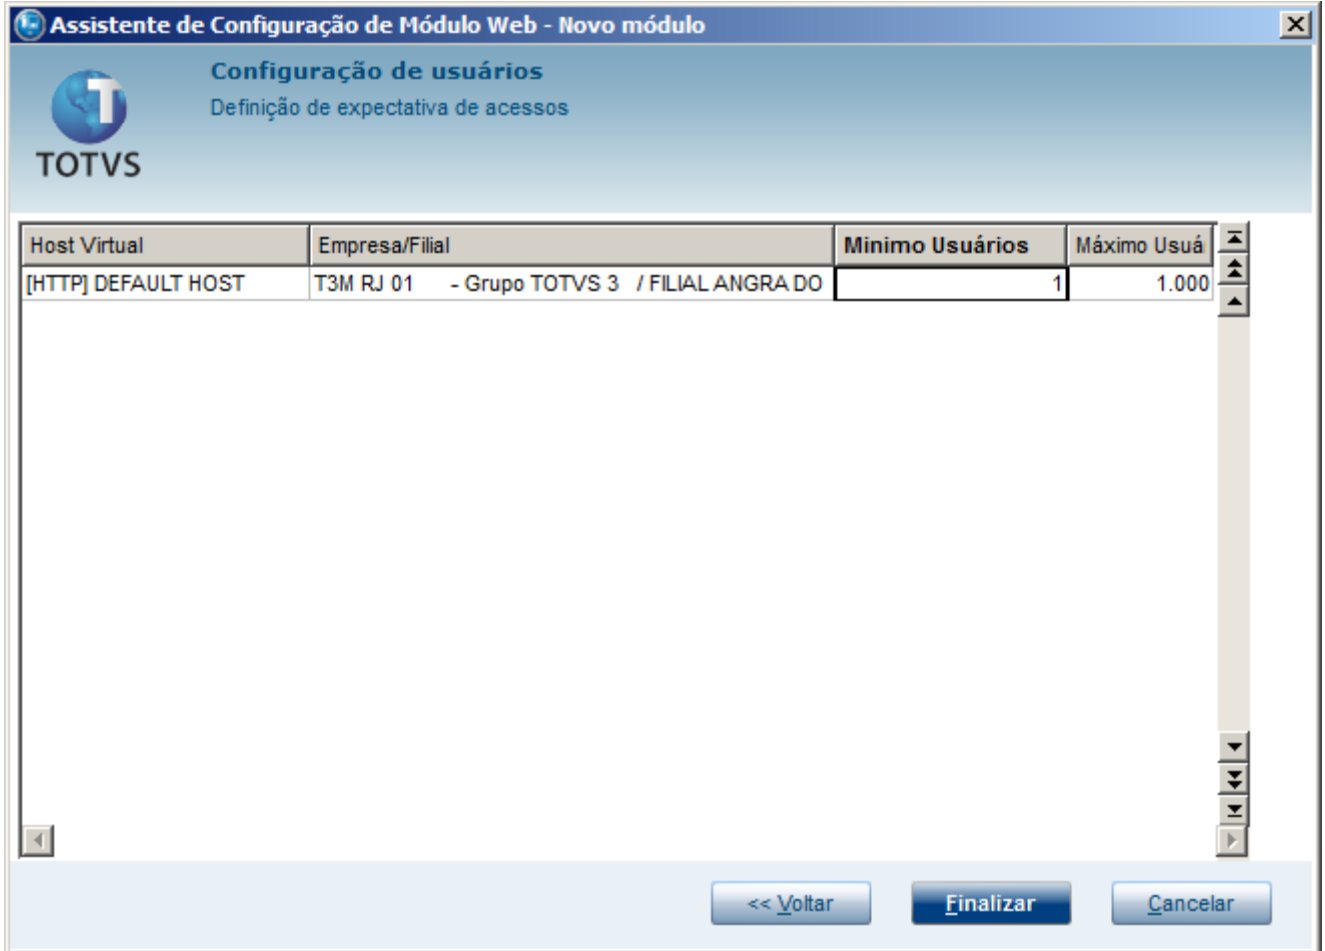 Assistente de Configuração de Módulo Web - Novo módulo
Configuração de usuários
Definição de expectativa de acessos
TOTVS
Host Virtual Empresa/Filial Minimo Usuários Máximo Usuá
[HTTP] DEFAULT HOST T3M RJ 01 - Grupo TOTVS 3 / FILIAL ANGRA DO 1 1.000
<< Voltar Finalizar Cancelar